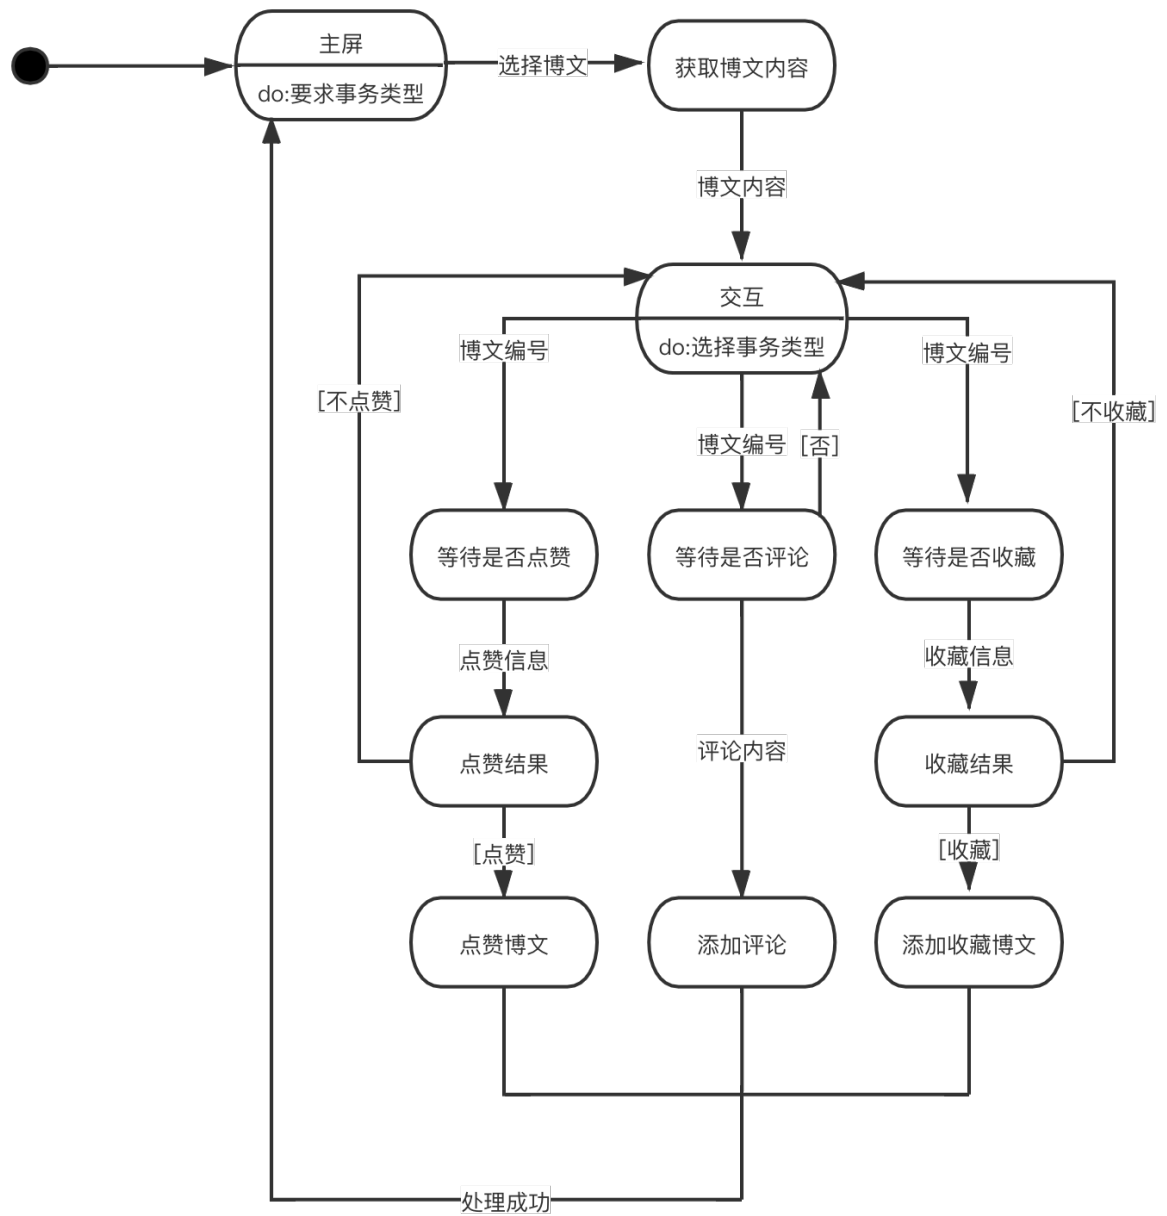 主屏
do:要求事务类型
选择博文
获取博文内容
博文内容
交互
do:选择事务类型
博文编号
博文编号
[不点赞]
[不收藏]
博文编号
[否]
等待是否点赞
等待是否评论
等待是否收藏
点赞信息
收藏信息
评论内容
点赞结果
收藏结果
[点赞]
[收藏]
点赞博文
添加评论
添加收藏博文
处理成功